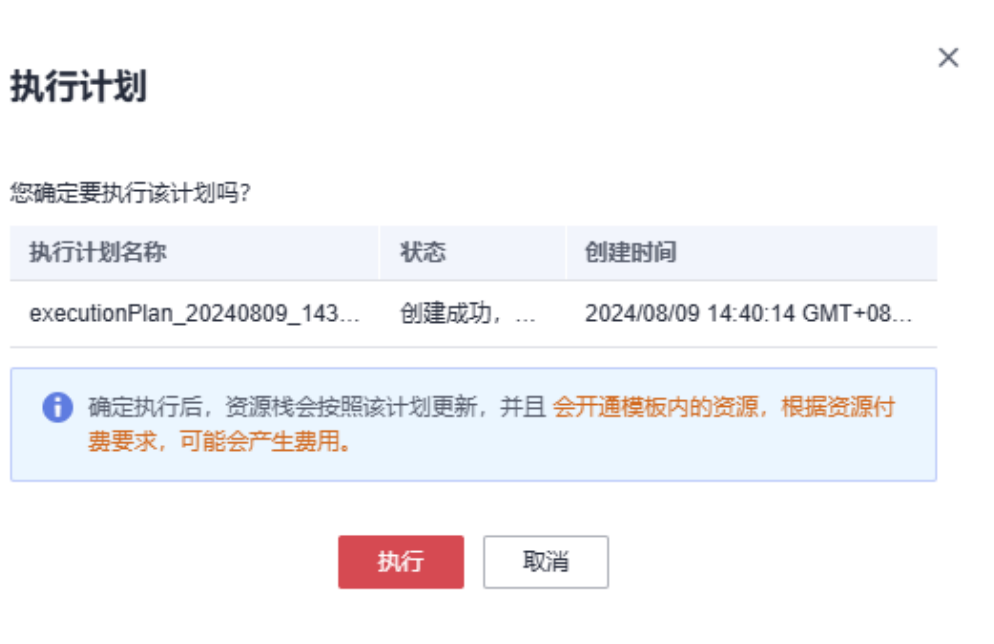 执行计划
您确定要执行该计划吗?
执行计划名称 状态 创建时间
executionPlan_20240809_143... 创建成功，... 2024/08/09 14:40:14 GMT+08...
确定执行后，资源栈会按照该计划更新，并且 会开通模板内的资源，根据资源付
费要求，可能会产生费用。
执行 取消